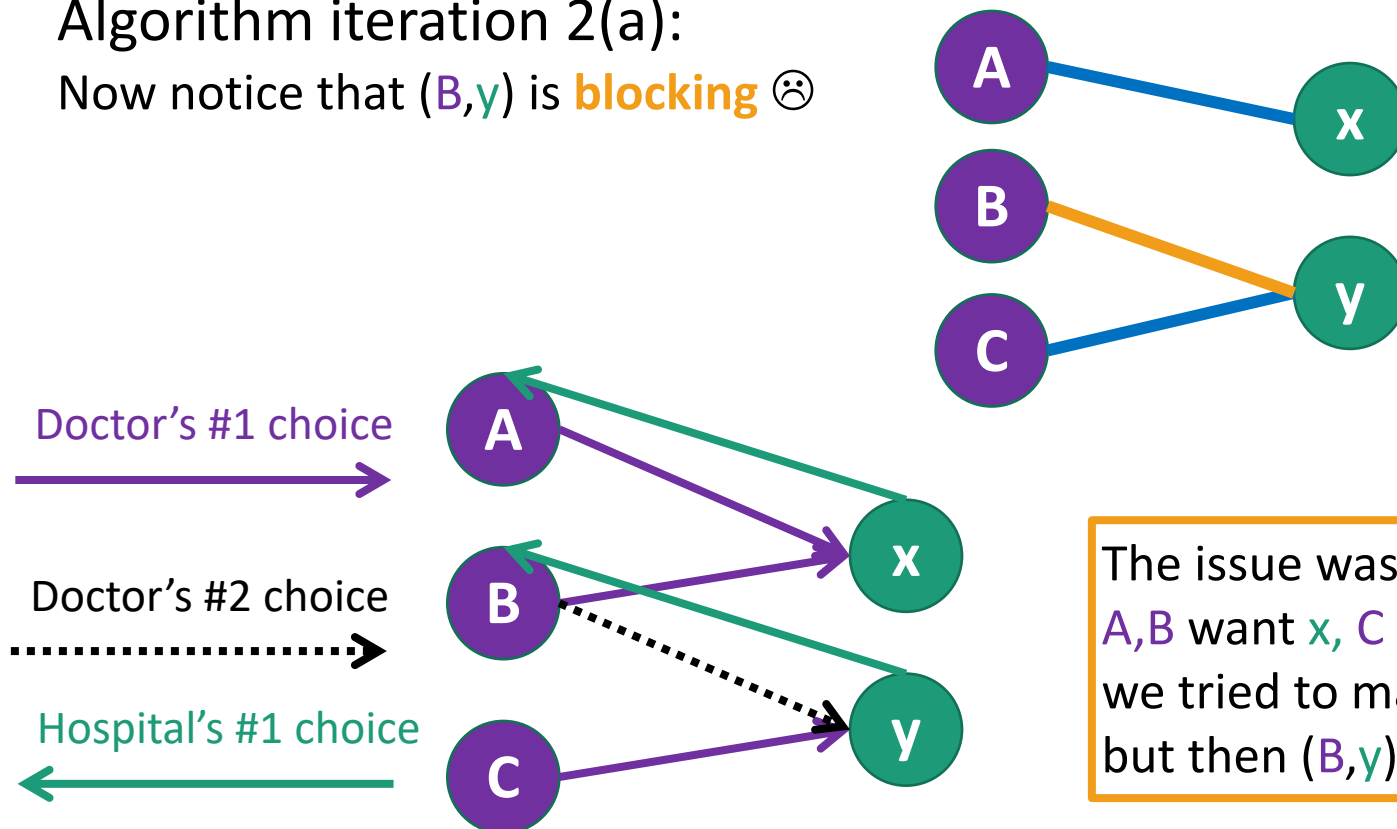 Algorithm iteration 2(a):
Now notice that (B,y) is blocking ☹
A
x
B
y
C
Doctor's #1 choice
A
x
Doctor's #2 choice
B
Hospital's #1 choice
y
C
The issue was
A,B want x, C
we tried to ma
but then (B,y)